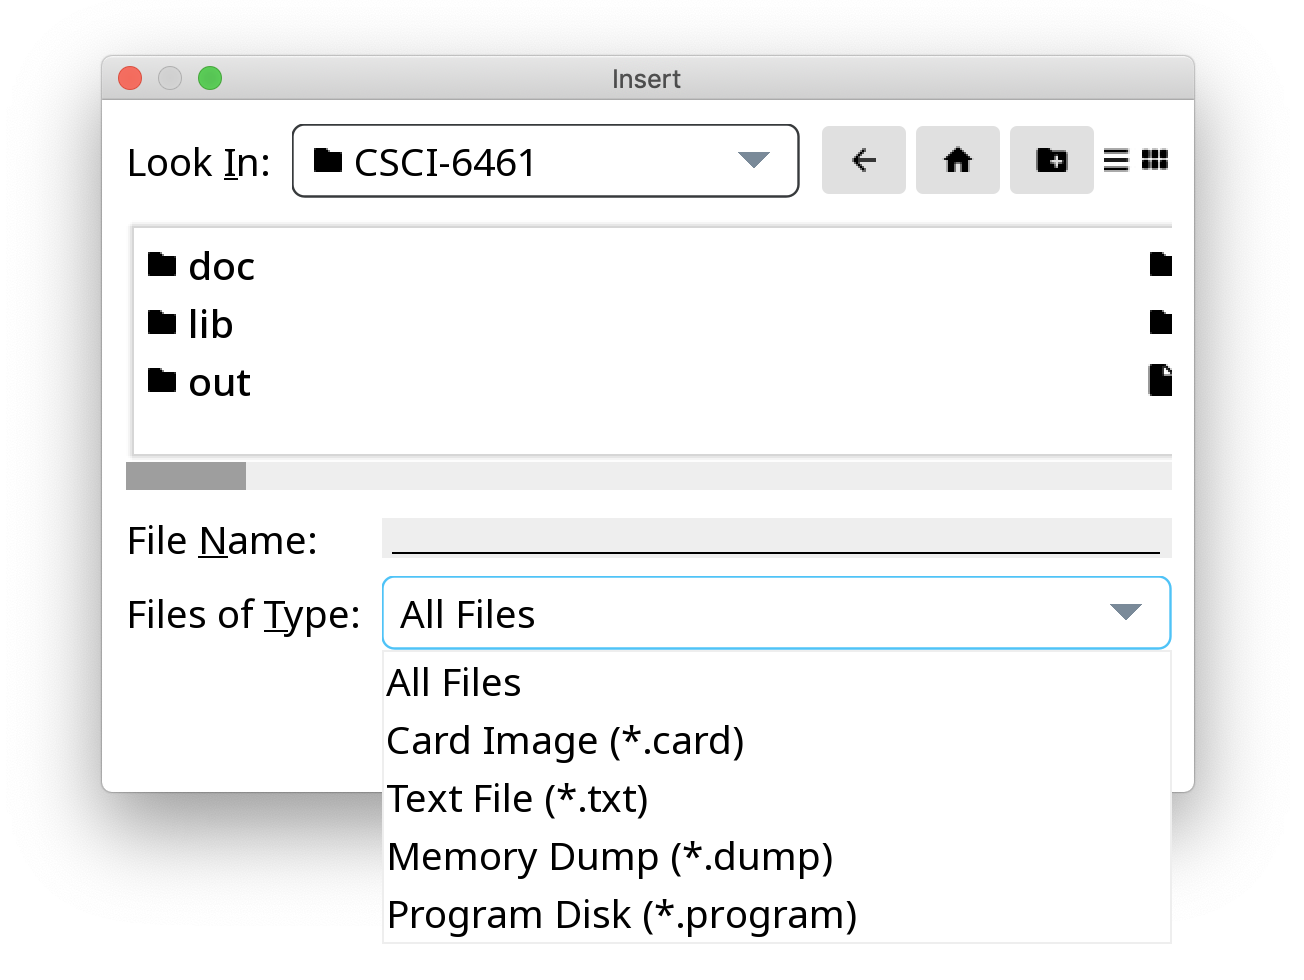 Insert
Look In: CSCI-6461
doc
lib
out
File Name:
Files of Type: All Files
All Files
Card Image (*.card)
Text File (*.txt)
Memory Dump (*.dump)
Program Disk (*.program)